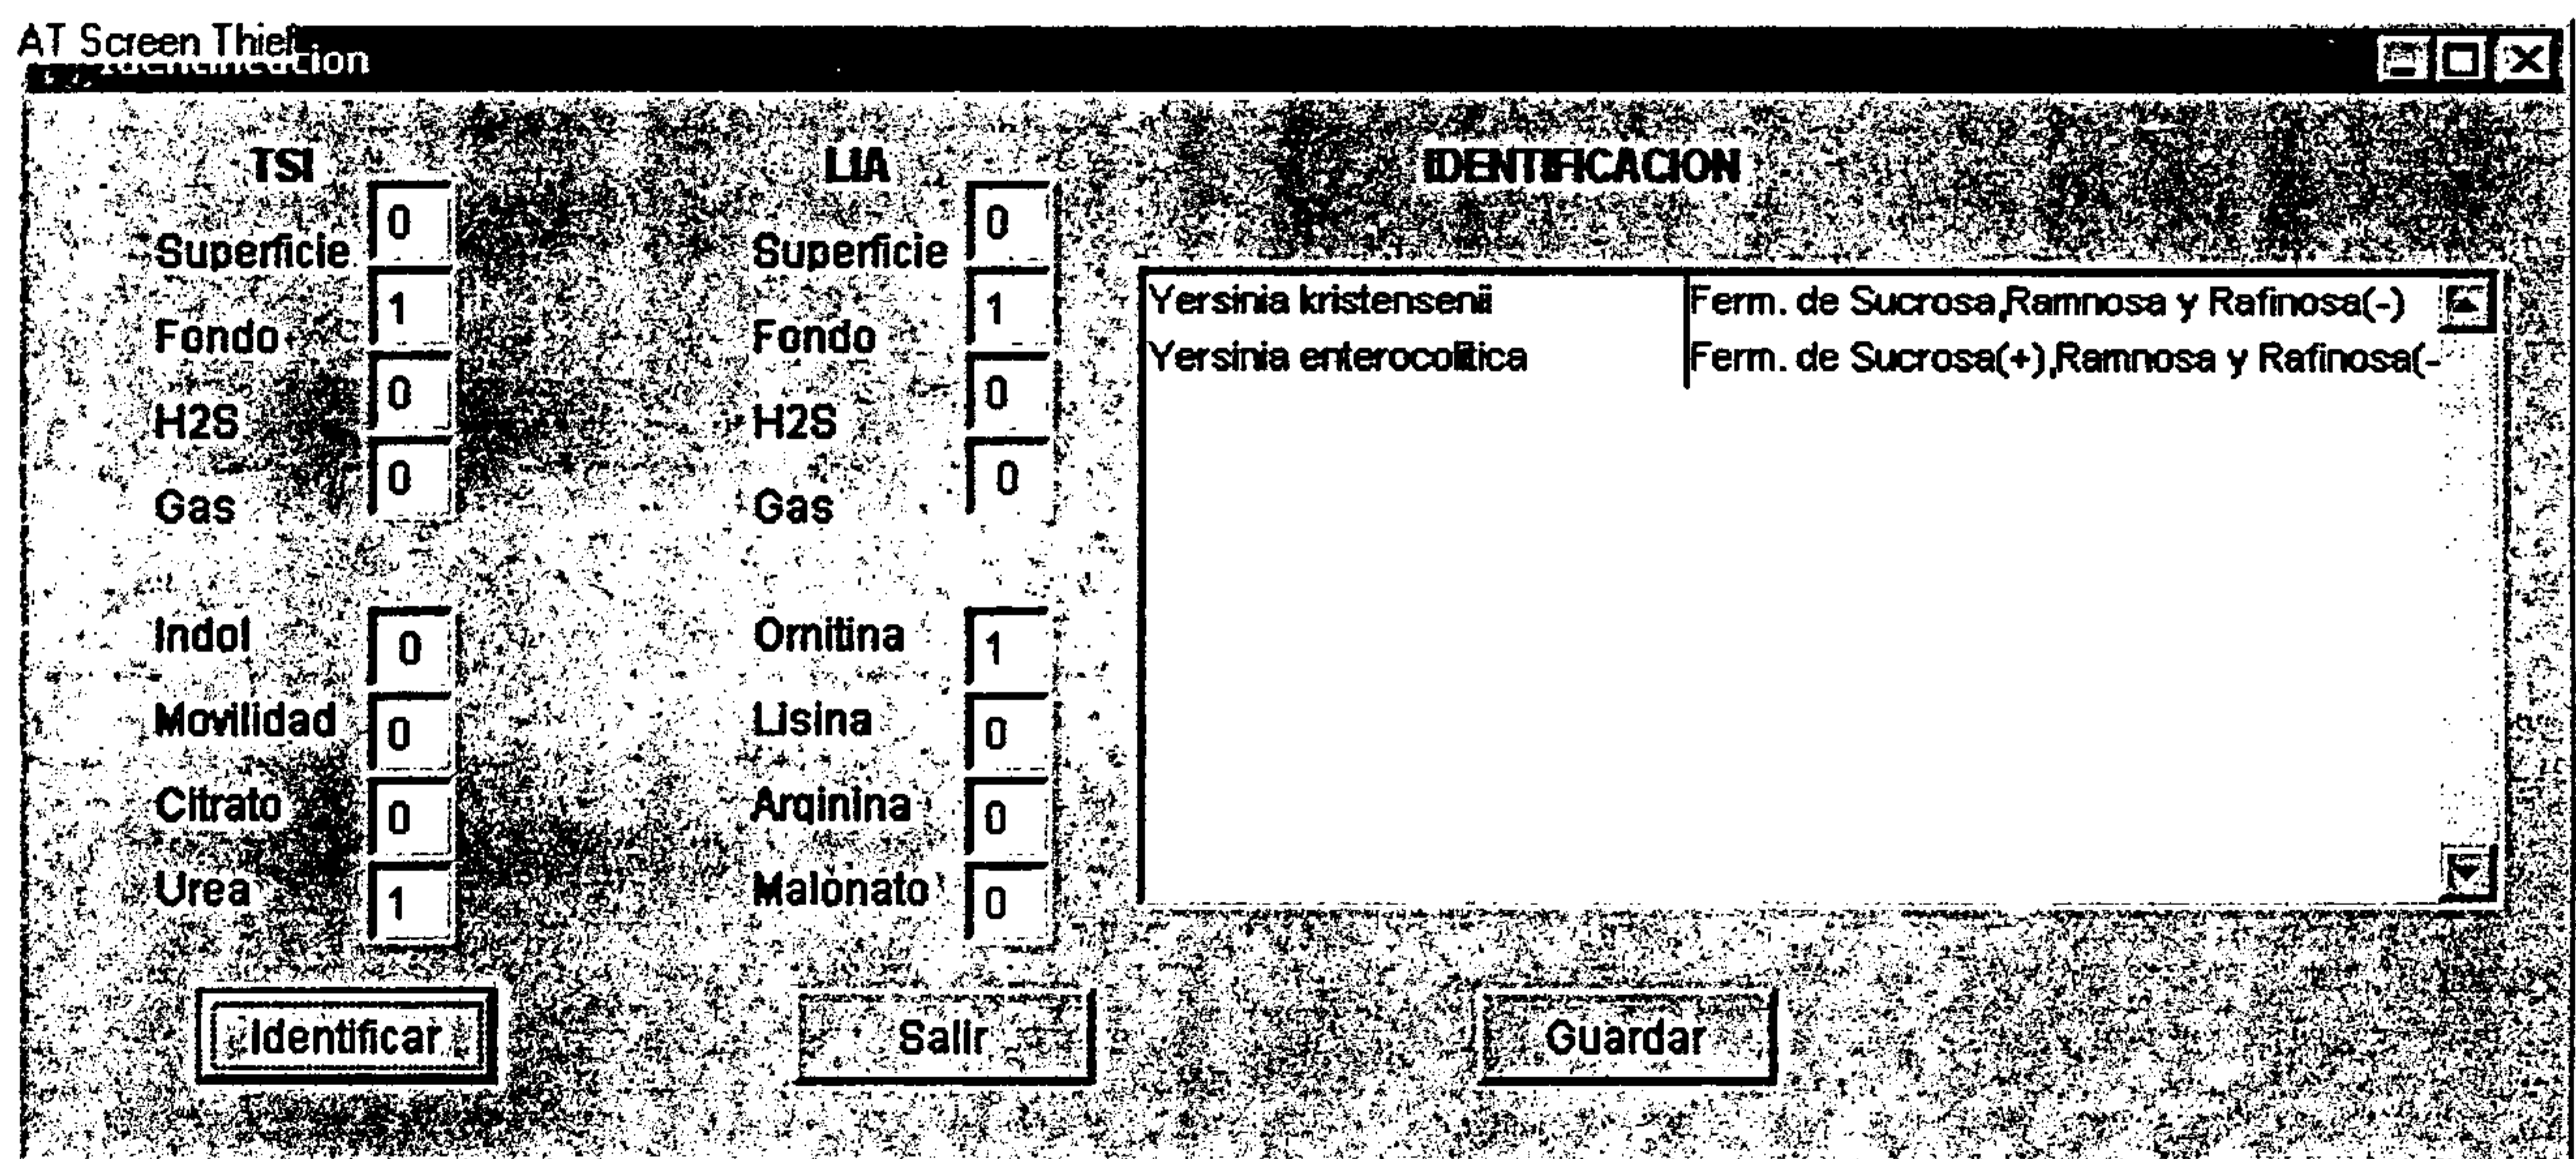 AT Screen Thief
Identificacion
TSI
Superficie 0
Fondo 1
H2S 0
Gas 0
Indol 0
Movilidad 0
Citrato 0
Urea 1
LIA
Superficie 0
Fondo 1
H2S 0
Gas 0
Ornitina 1
Lisina 0
Arginina 0
Malonato 0
IDENTIFICACION
Yersinia kristensenii Ferm. de Sucrosa,Ramnosa y Rafinosa(-)
Yersinia enterocolitica Ferm. de Sucrosa(+),Ramnosa y Rafinosa(-
Identificar
Salir
Guardar